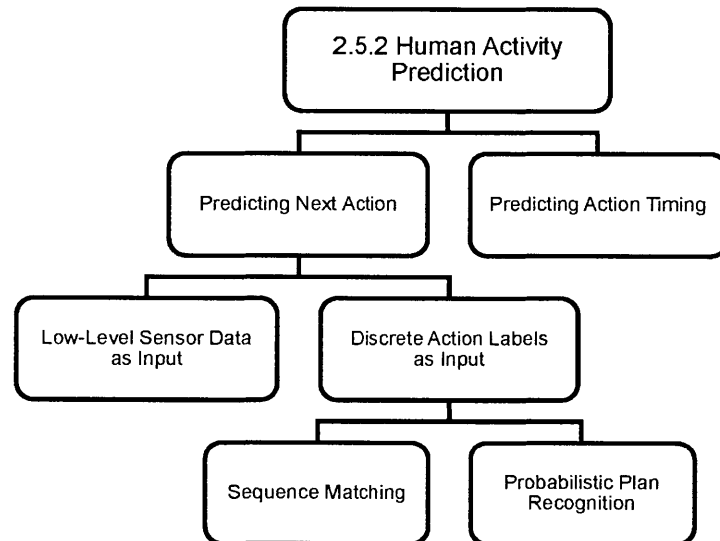 2.5.2 Human Activity
Prediction
Predicting Next Action
Predicting Action Timing
Low-Level Sensor Data
as Input
Discrete Action Labels
as Input
Sequence Matching
Probabilistic Plan
Recognition